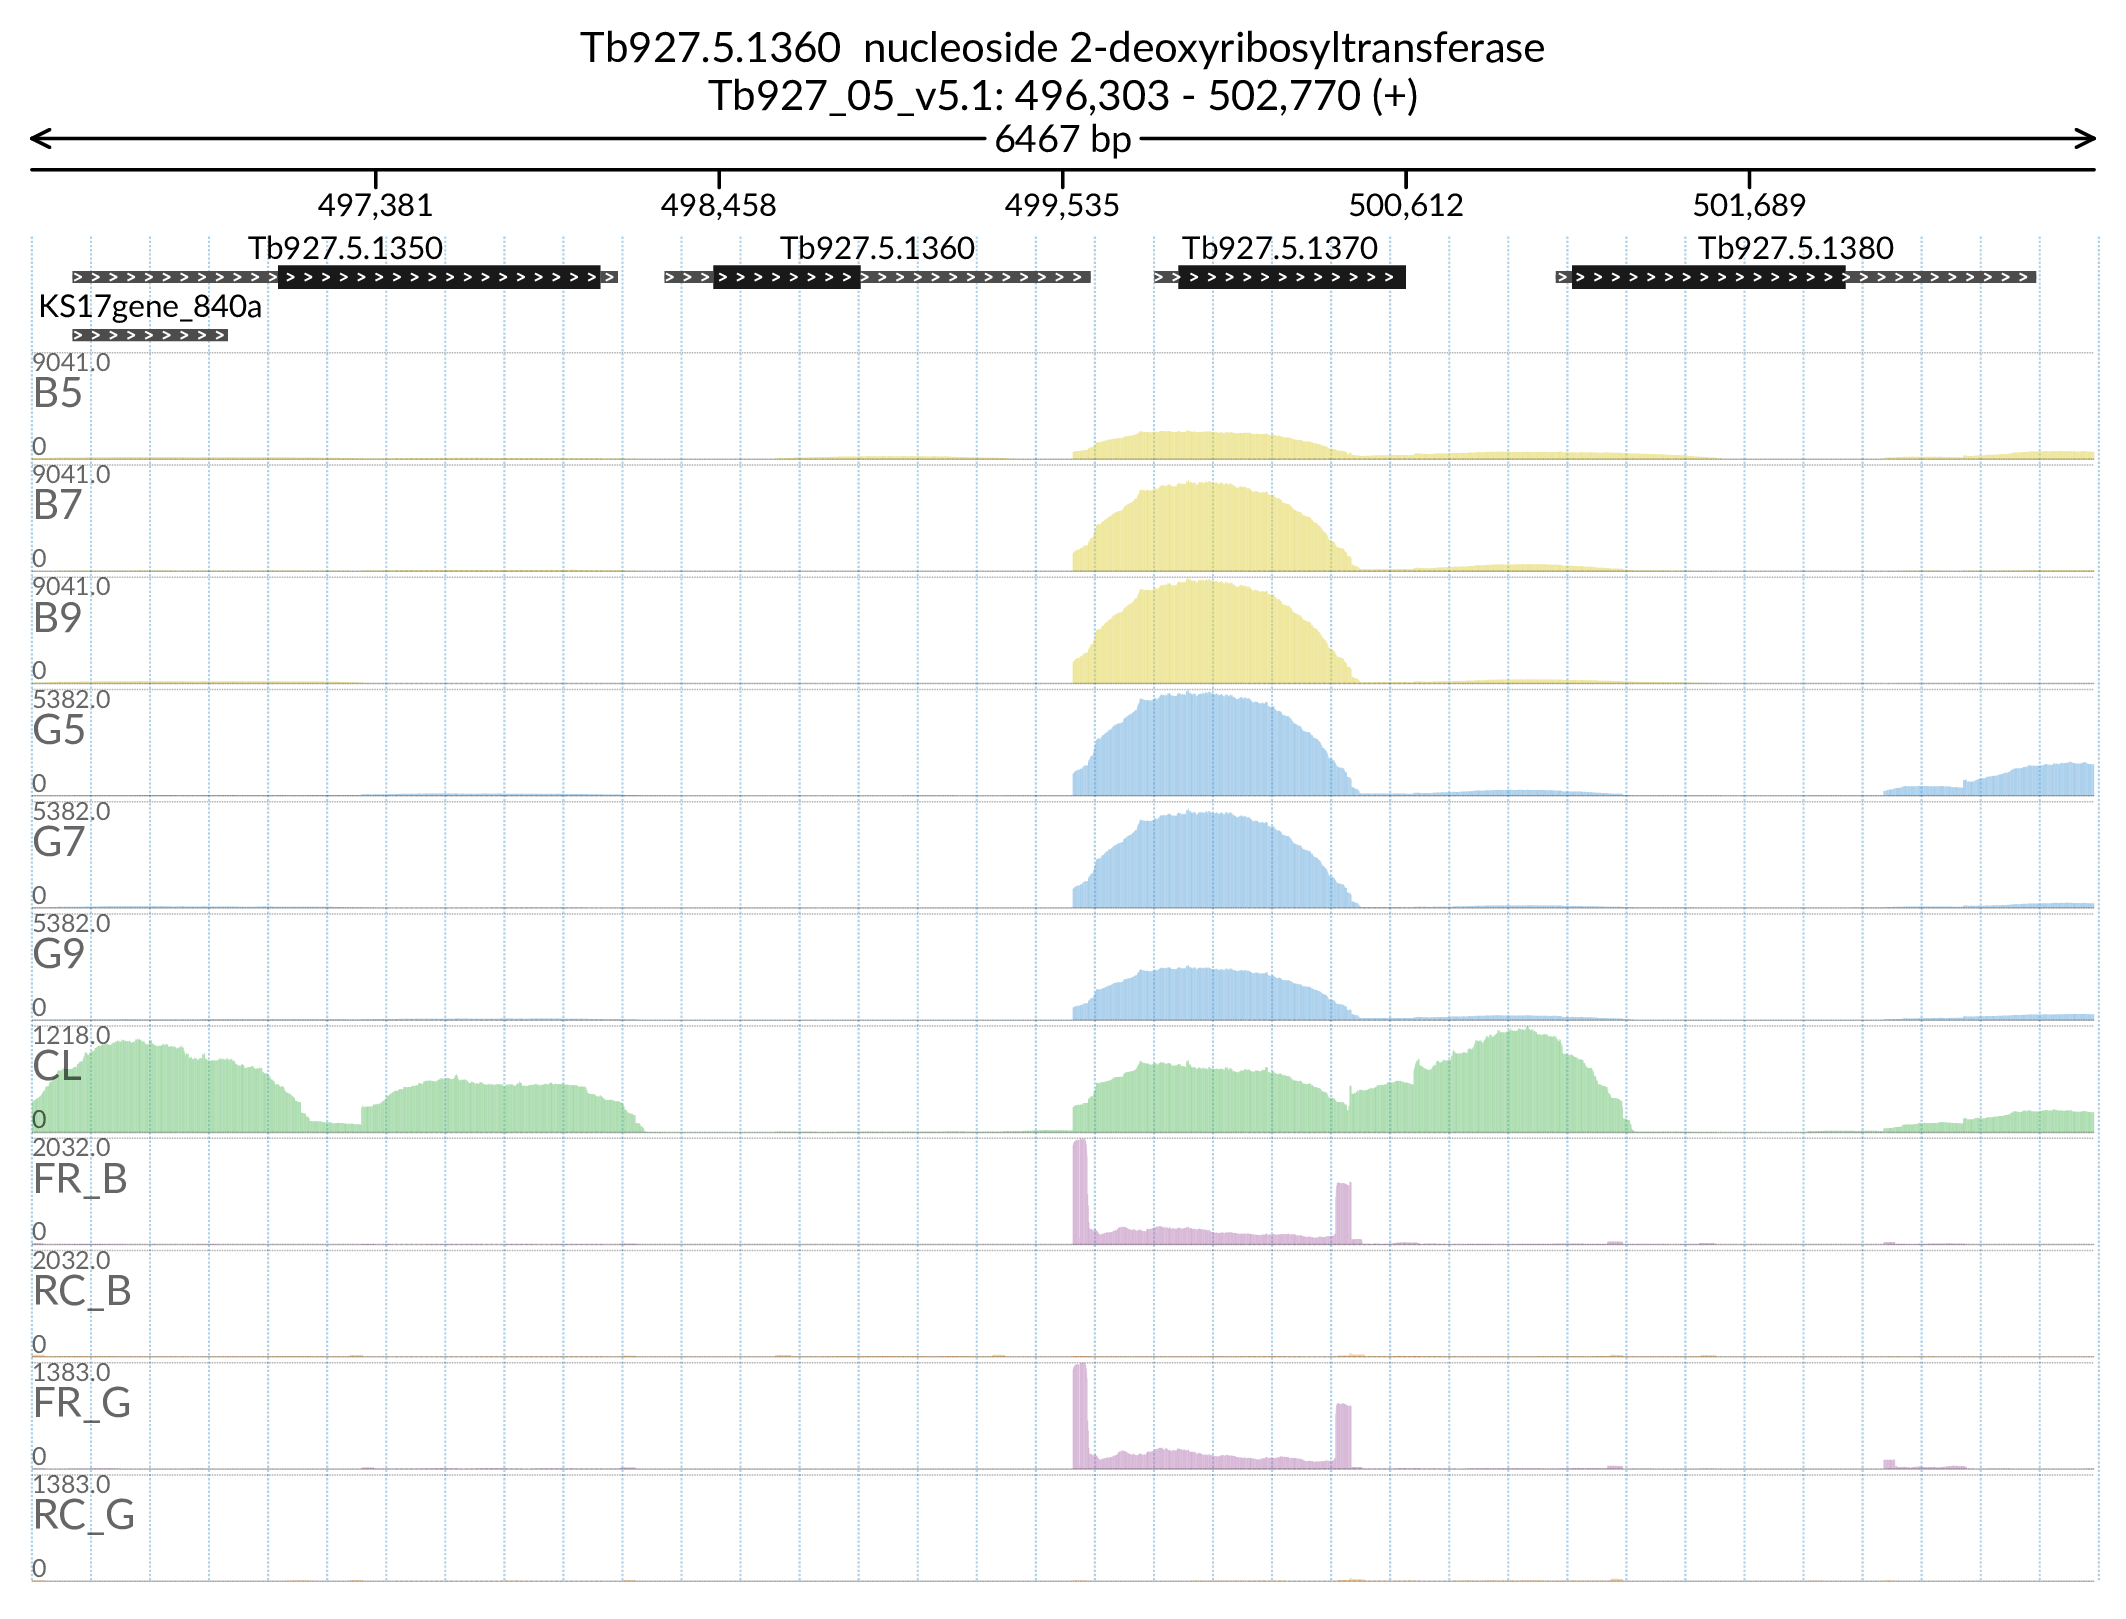 Tb927.5.1360  nucleoside 2-deoxyribosyltransferase
Tb927_05_v5.1: 496,303 - 502,770 (+)
6467 bp
497,381 498,458 499,535 500,612 501,689
Tb927.5.1350 Tb927.5.1360 Tb927.5.1370 Tb927.5.1380
KS17gene_840a
9041.0
B5
0
9041.0
B7
0
9041.0
B9
0
5382.0
G5
0
5382.0
G7
0
5382.0
G9
0
1218.0
CL
0
2032.0
FR_B
0
2032.0
RC_B
0
1383.0
FR_G
0
1383.0
RC_G
0